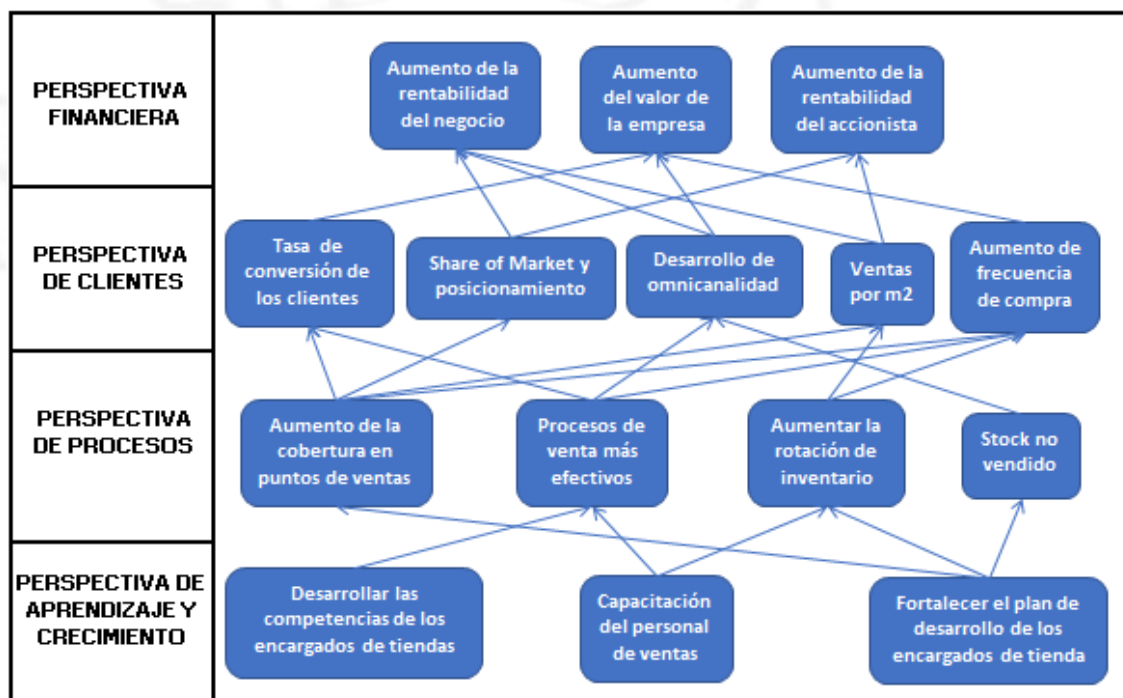 PERSPECTIVA
FINANCIERA
Aumento de la
rentabilidad
del negocio
Aumento
del valor de
la empresa
Aumento de la
rentabilidad
del accionista
PERSPECTIVA
DE CLIENTES
Tasa de
conversión de
los clientes
Share of Market y
posicionamiento
Desarrollo de
omnicanalidad
Ventas
por m2
Aumento de
frecuencia
de compra
PERSPECTIVA
DE PROCESOS
Aumento de la
cobertura en
puntos de ventas
Procesos de
venta más
efectivos
Aumentar la
rotación de
inventario
Stock no
vendido
PERSPECTIVA DE
APRENDIZAJE Y
CRECIMIENTO
Desarrollar las
competencias de los
encargados de tiendas
Capacitación
del personal
de ventas
Fortalecer el plan de
desarrollo de los
encargados de tienda